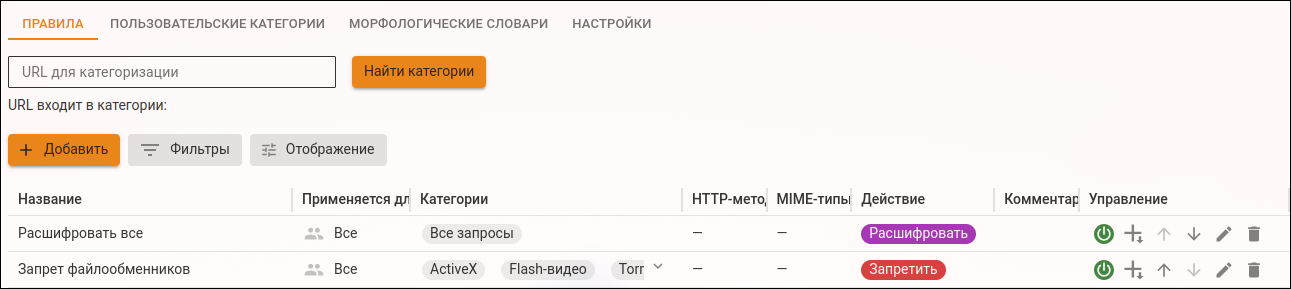 ПРАВИЛА ПОЛЬЗОВАТЕЛЬСКИЕ КАТЕГОРИИ МОРФОЛОГИЧЕСКИЕ СЛОВАРИ НАСТРОЙКИ
URL для категоризации Найти категории
URL входит в категории:
Добавить Фильтры Отображение
Название Применяется дл Категории HTTP-метод MIME-типы Действие Комментар Управление
Расшифровать все Все Все запросы — — Расшифровать
Запрет файлообменников Все ActiveX Flash-видео Torr — — Запретить